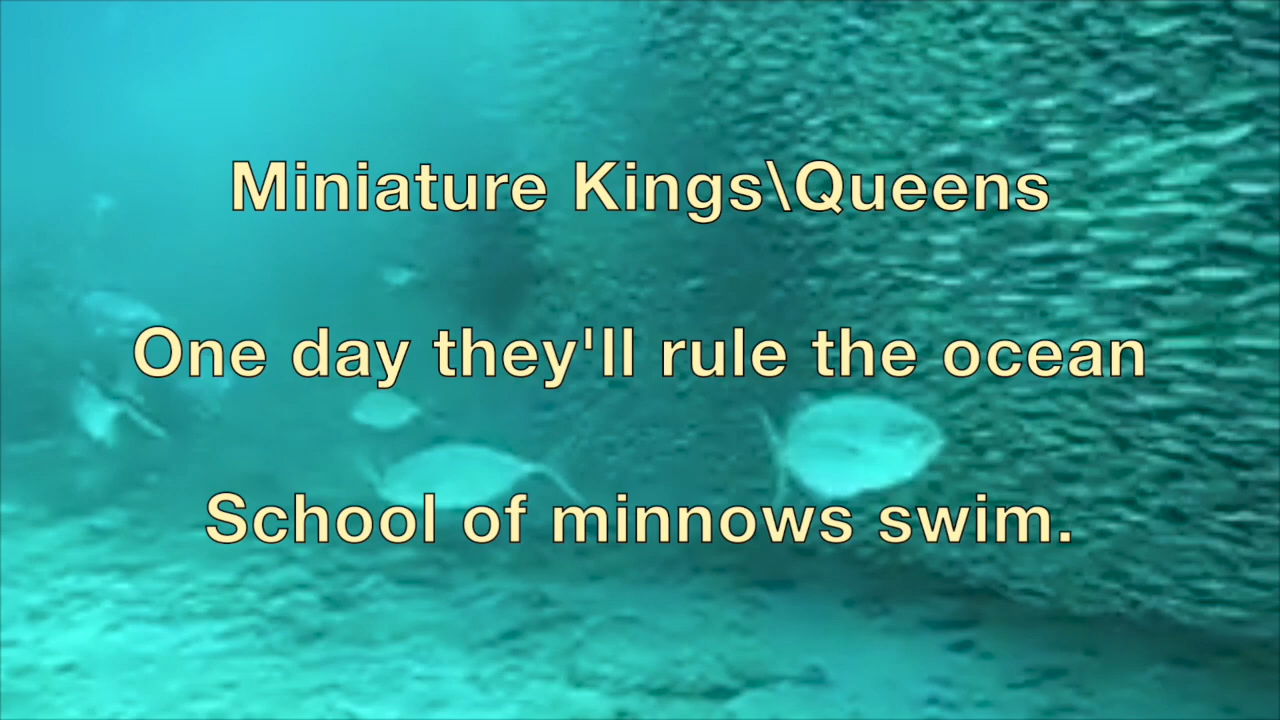 Miniature Kings\Queens
One day they'll rule the ocean
School of minnows swim.